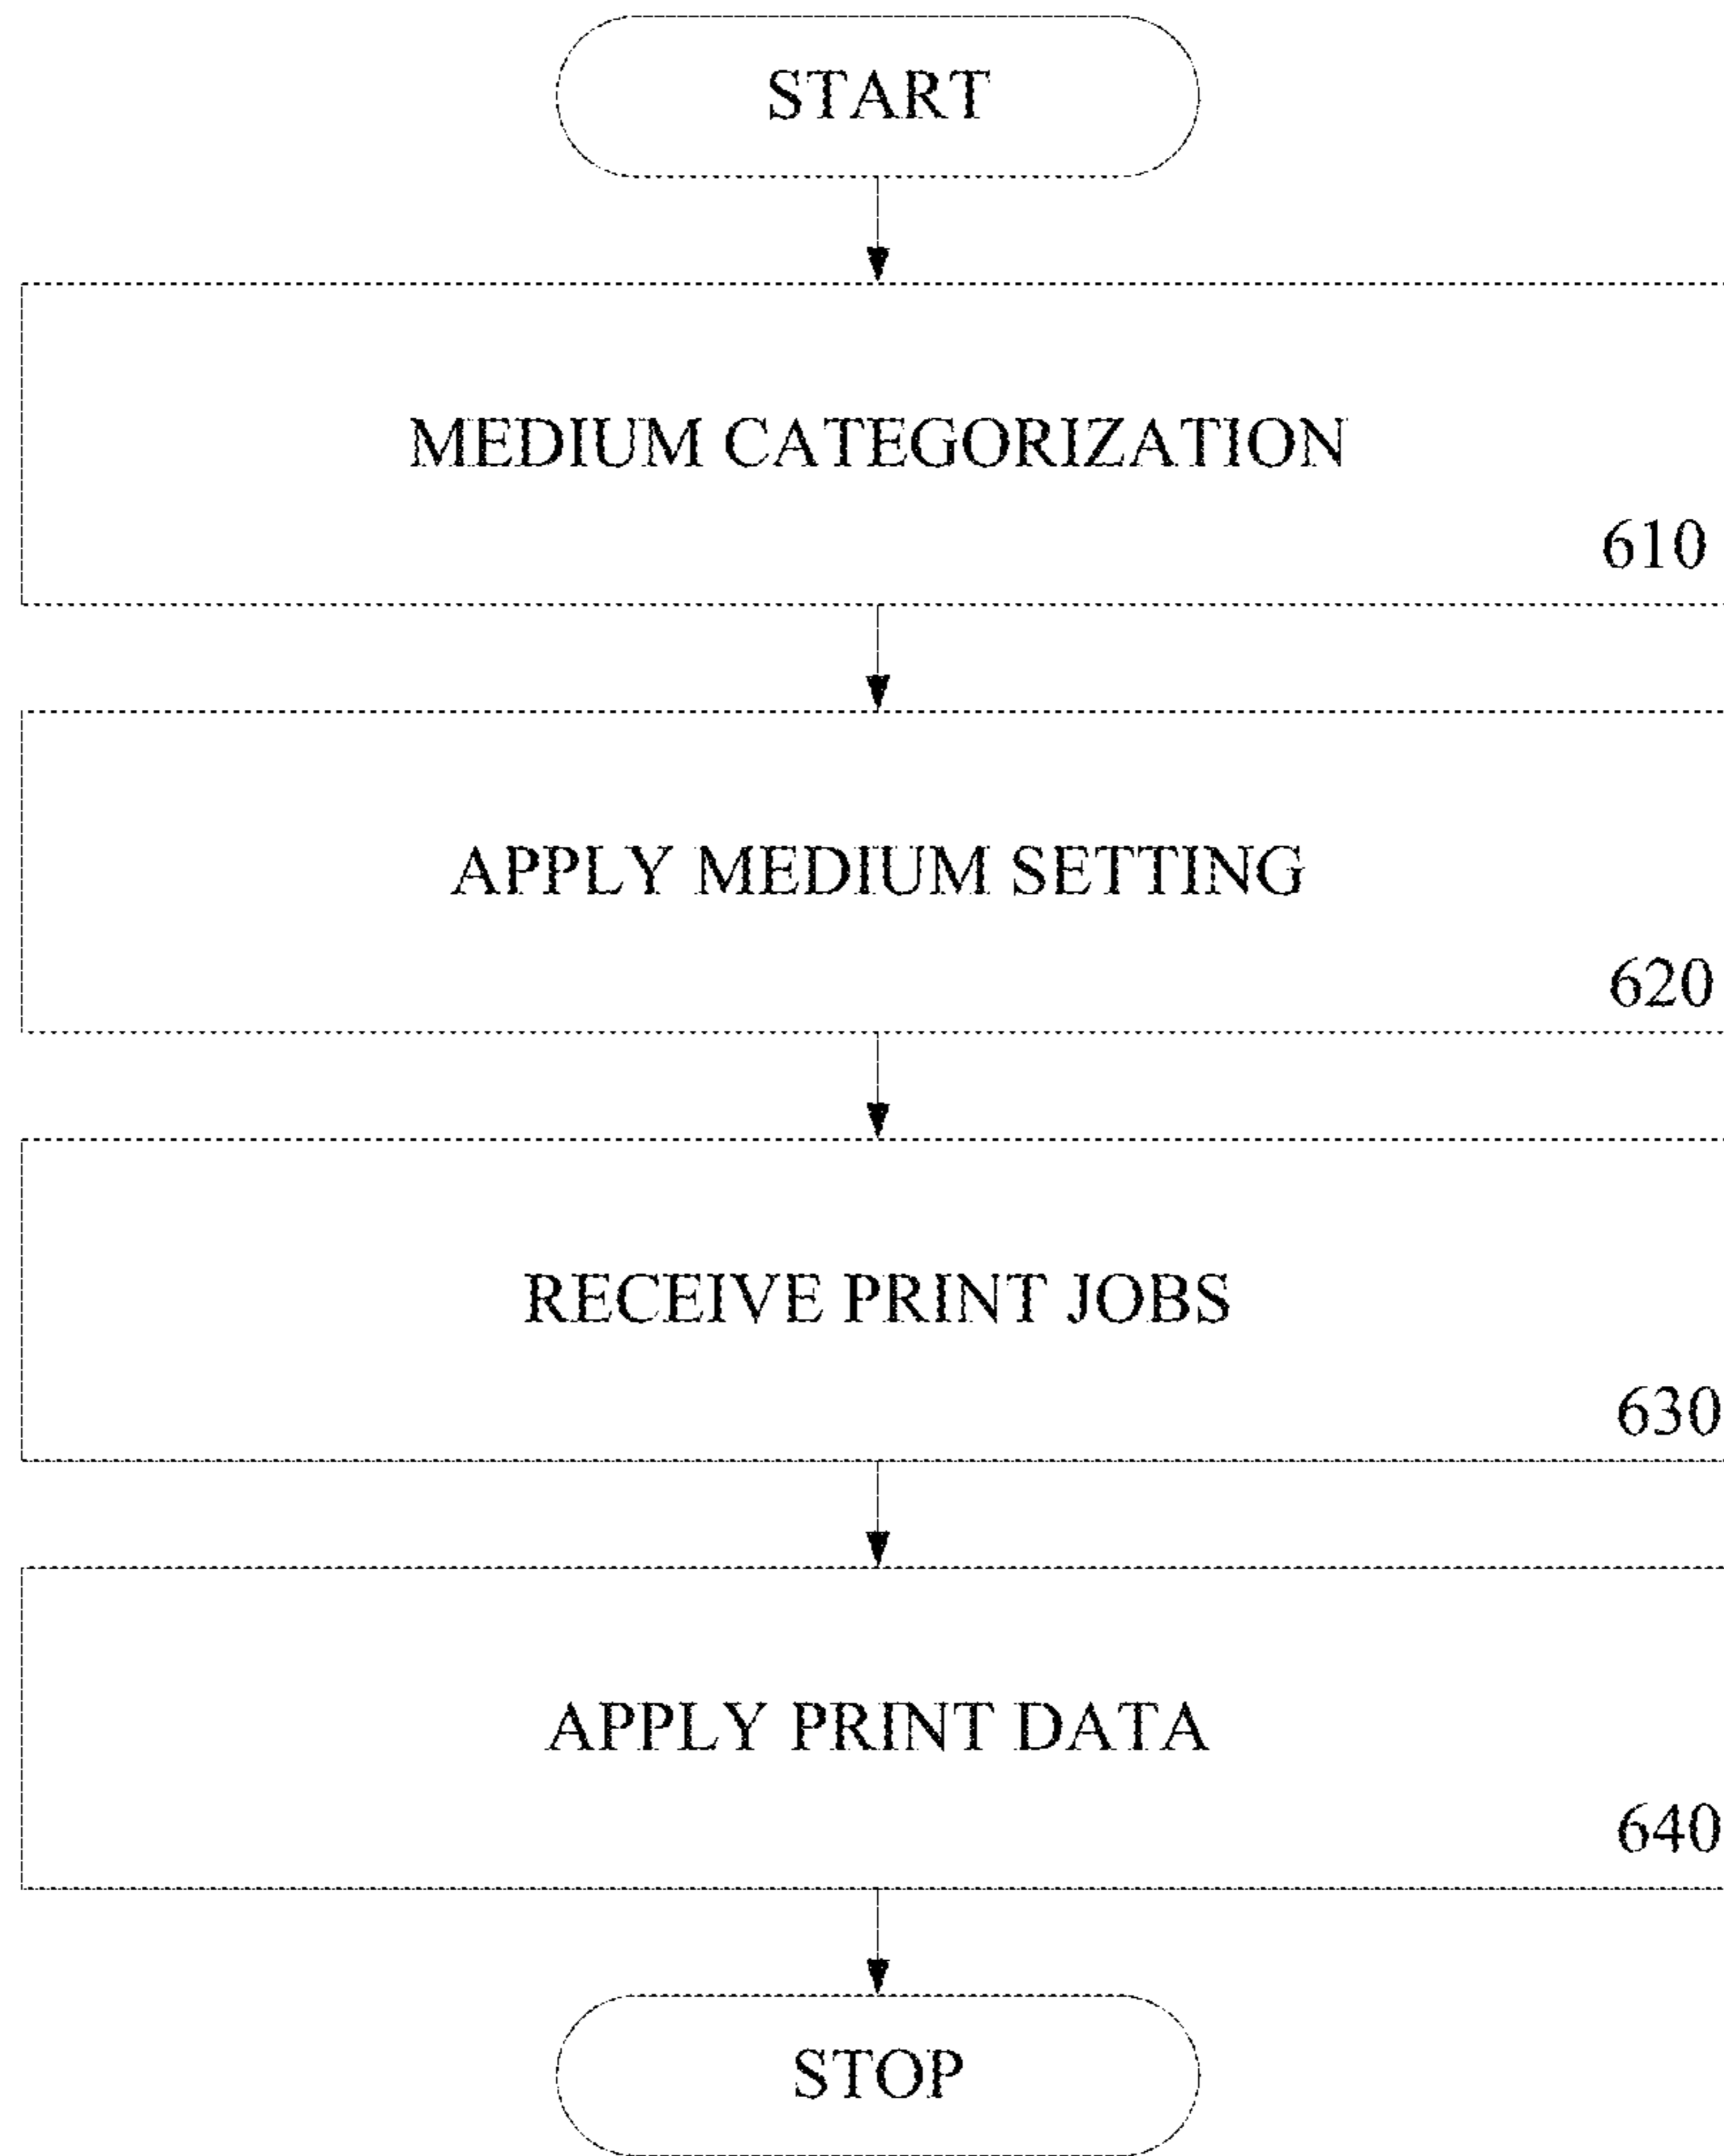 START
MEDIUM CATEGORIZATION
610
APPLY MEDIUM SETTING
620
RECEIVE PRINT JOBS
630
APPLY PRINT DATA
640
STOP